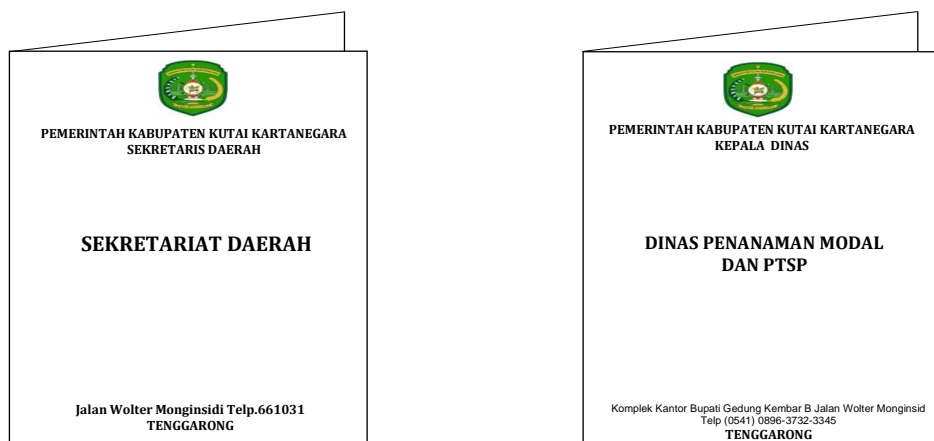 PEMERINTAH KABUPATEN KUTAI KARTANEGARA
SEKRETARIS DAERAH
SEKRETARIAT DAERAH
Jalan Wolter Monginsidi Telp.661031
TENGGARONG
PEMERINTAH KABUPATEN KUTAI KARTANEGARA
KEPALA DINAS
DINAS PENANAMAN MODAL
DAN PTSP
Komplek Kantor Bupati Gedung Kembar B Jalan Wolter Monginsid
Telp (0541) 0896-3732-3345
TENGGARONG